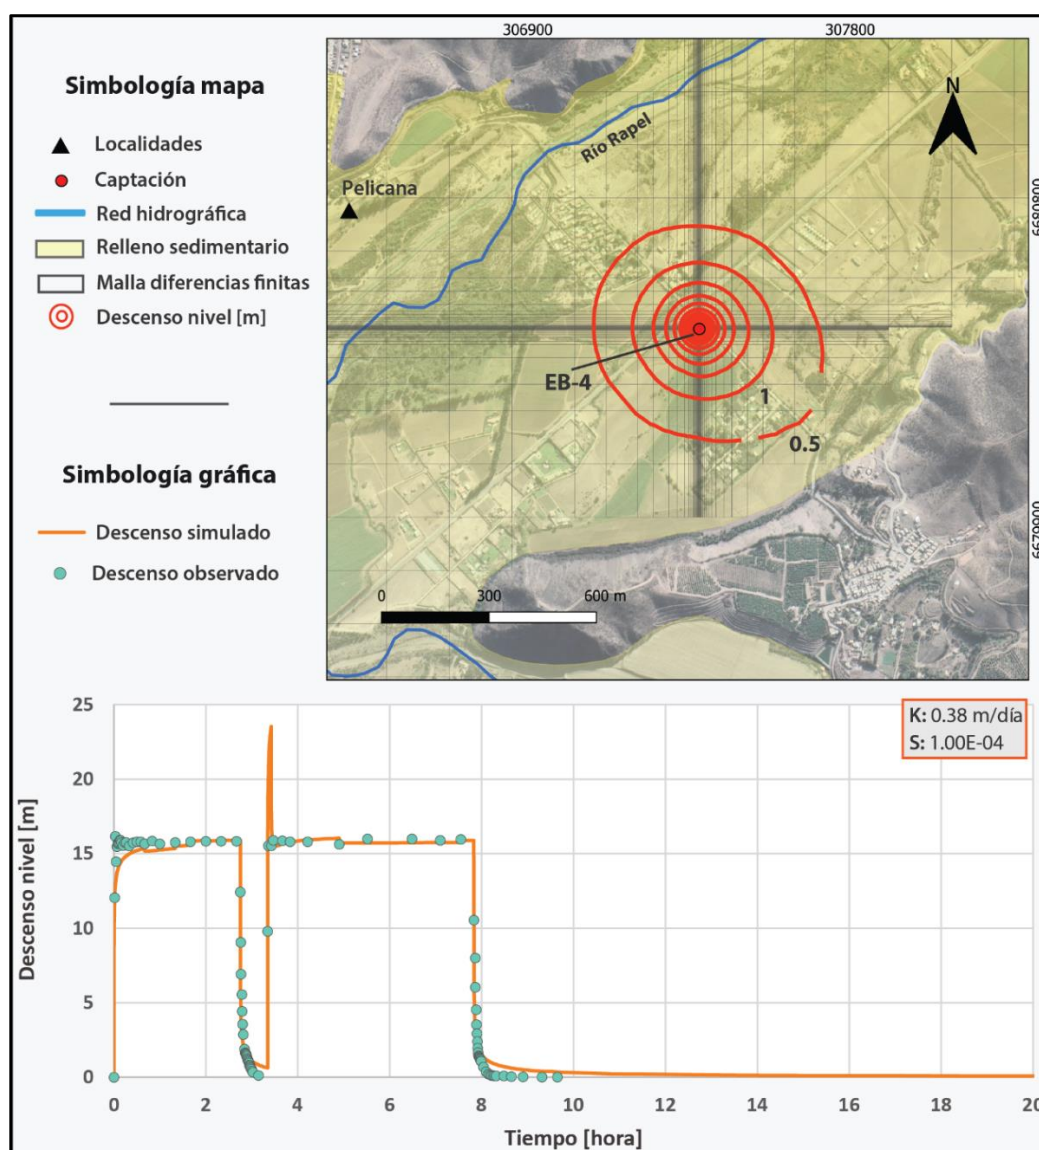 306900
307800
Simbología mapa
Localidades
Captación
Red hidrográfica
Relleno sedimentario
Malla diferencias finitas
Descenso nivel [m]
N
Río Rapel
Pelicana
6680800
EB-4
1
0.5
6679900
0 300 600 m
Simbología gráfica
Descenso simulado
Descenso observado
25
20
15
10
5
0
Descenso nivel [m]
K: 0.38 m/día
S: 1.00E-04
0 2 4 6 8 10 12 14 16 18 20
Tiempo [hora]